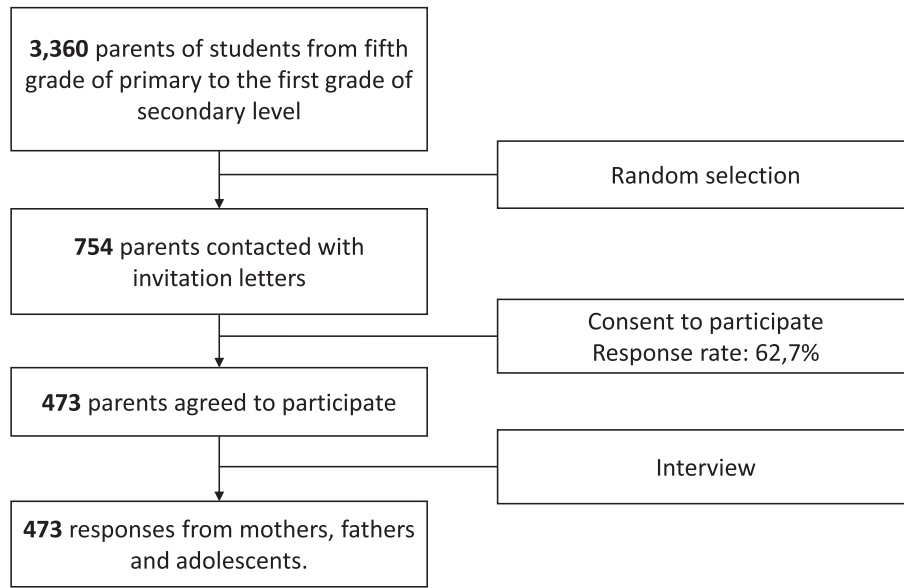 3,360 parents of students from fifth
grade of primary to the first grade of
secondary level
Random selection
754 parents contacted with
invitation letters
Consent to participate
Response rate: 62,7%
473 parents agreed to participate
Interview
473 responses from mothers, fathers
and adolescents.